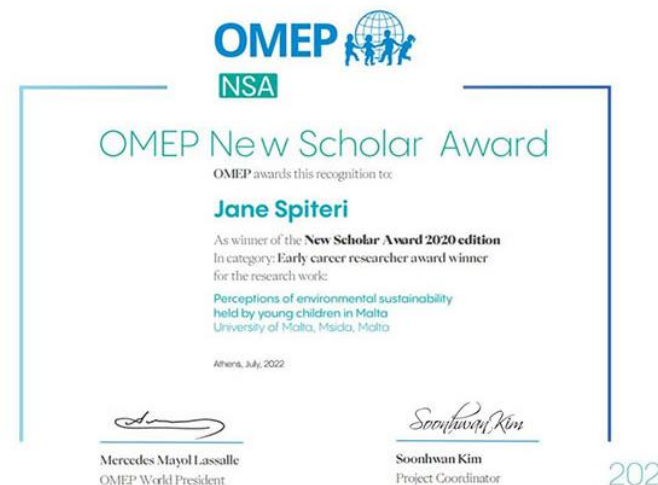 OMEP
NSA
OMEP New Scholar Award
OMEP awards this recognition to:
Jane Spiteri
As winner of the New Scholar Award 2020 edition
In category: Early career researcher award winner
for the research work:
Perceptions of environmental sustainability
held by young children in Malta
University of Malta, Msida, Malta
Athens, July, 2022
Soonhwan Kim
Mercedes Mayol Lassalle
Soonhwan Kim
OMEP World President
Project Coordinator
202